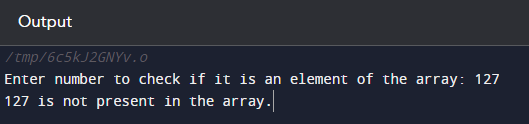 Output
/tmp/6c5kJ2GNYv.o
Enter number to check if it is an element of the array: 127
127 is not present in the array.